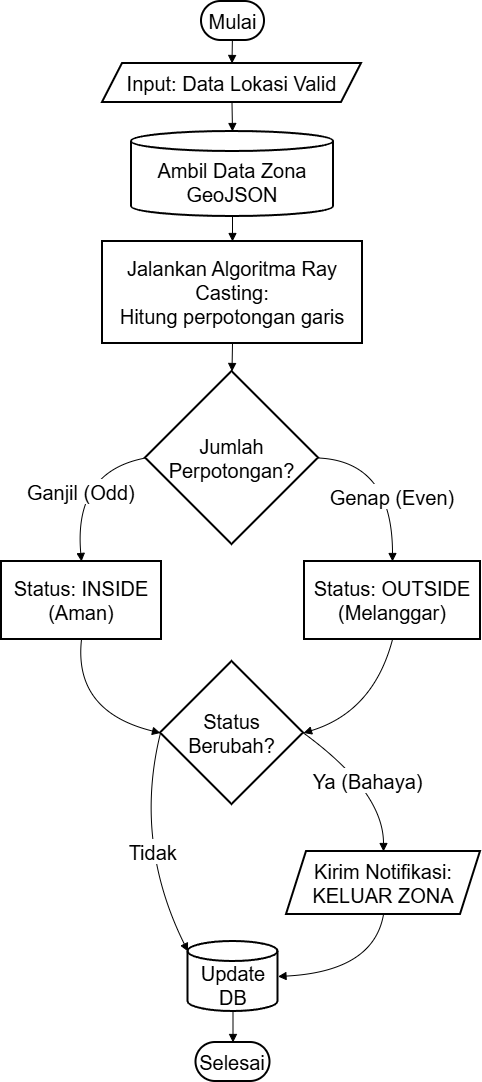 Mulai
Input: Data Lokasi Valid
Ambil Data Zona
GeoJSON
Jalankan Algoritma Ray
Casting:
Hitung perpotongan garis
Jumlah
Perpotongan?
Ganjil (Odd)
Genap (Even)
Status: INSIDE
(Aman)
Status: OUTSIDE
(Melanggar)
Status
Berubah?
Ya (Bahaya)
Tidak
Kirim Notifikasi:
KELUAR ZONA
Update
DB
Selesai